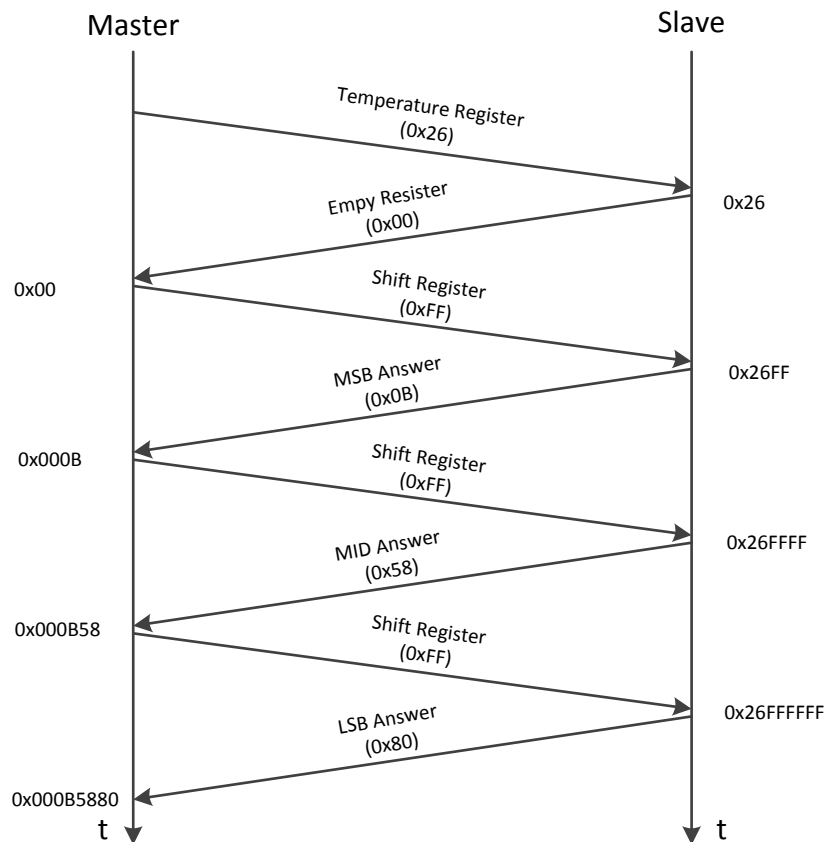 Master
Slave
Temperature Register
(0x26)
0x26
Empy Resister
(0x00)
0x00
Shift Register
(0xFF)
0x26FF
MSB Answer
(0x0B)
0x000B
Shift Register
(0xFF)
0x26FFFF
MID Answer
(0x58)
0x000B58
Shift Register
(0xFF)
0x26FFFFFF
LSB Answer
(0x80)
0x000B5880
t
t